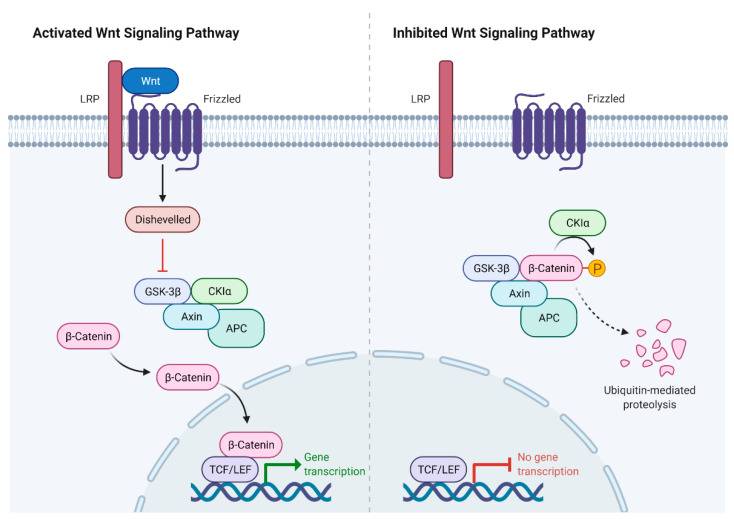 Activated Wnt Signaling Pathway
Inhibited Wnt Signaling Pathway
Wnt
LRP
Frizzled
Dishevelled
GSK-3β
CKIα
Axin
APC
β-Catenin
β-Catenin
β-Catenin
TCF/LEF
Gene
transcription
LRP
Frizzled
CKIα
GSK-3β
β-Catenin
P
Axin
APC
Ubiquitin-mediated
proteolysis
TCF/LEF
No gene
transcription